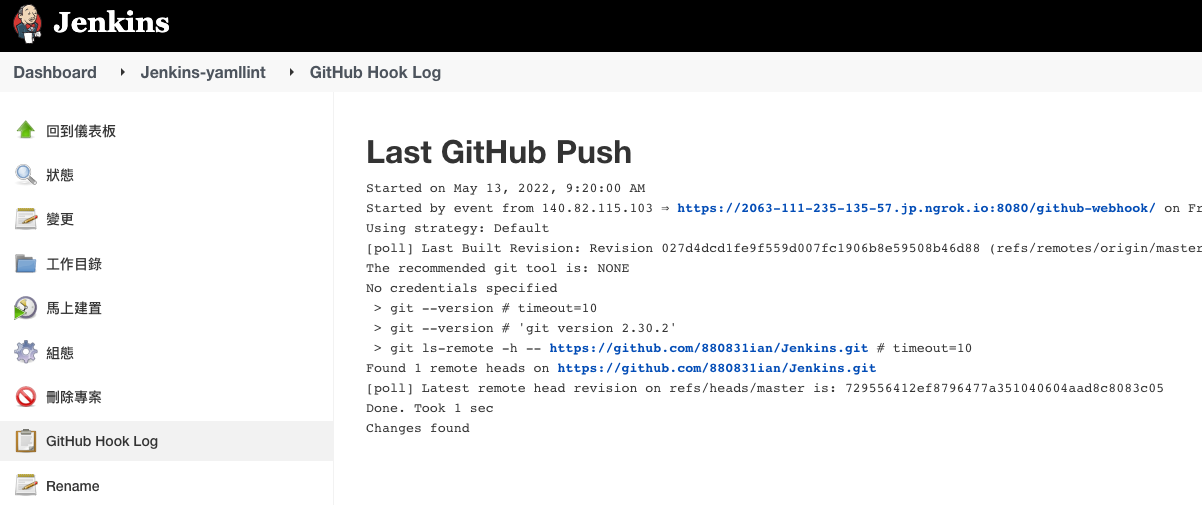 Jenkins
Dashboard Jenkins-yamllint GitHub Hook Log
回到儀表板
狀態
變更
工作目錄
馬上建置
組態
刪除專案
GitHub Hook Log
Rename
Last GitHub Push
Started on May 13, 2022, 9:20:00 AM
Started by event from 140.82.115.103 ⇒ https://2063-111-235-135-57.jp.ngrok.io:8080/github-webhook/ on Fr
Using strategy: Default
[poll] Last Built Revision: Revision 027d4dcd1fe9f559d007fc1906b8e59508b46d88 (refs/remotes/origin/master
The recommended git tool is: NONE
No credentials specified
> git --version # timeout=10
> git --version # 'git version 2.30.2'
> git ls-remote -h -- https://github.com/880831ian/Jenkins.git # timeout=10
Found 1 remote heads on https://github.com/880831ian/Jenkins.git
[poll] Latest remote head revision on refs/heads/master is: 729556412ef8796477a351040604aad8c8083c05
Done. Took 1 sec
Changes found